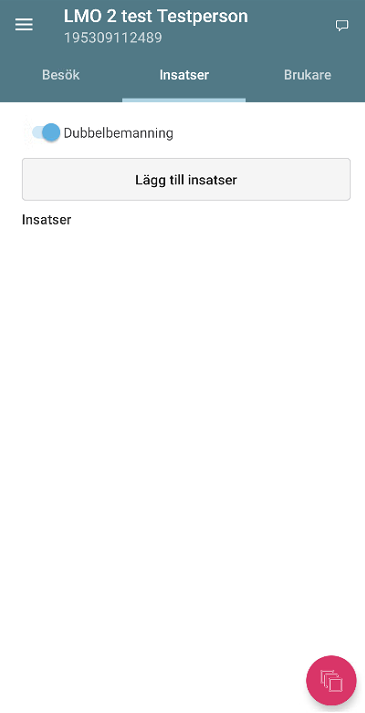 LMO 2 test Testperson
195309112489
Besök
Insatser
Brukare
Dubbelbemanning
Lägg till insatser
Insatser